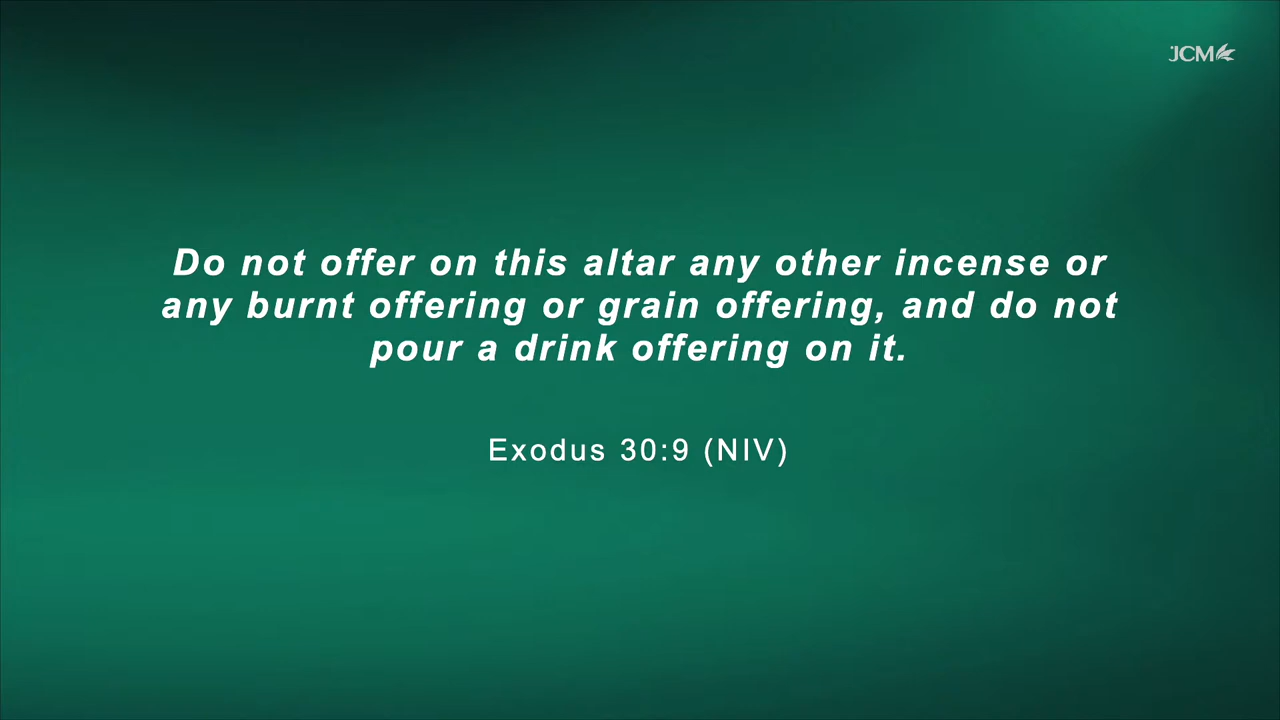 JCM
Do not offer on this altar any other incense or
any burnt offering or grain offering, and do not
pour a drink offering on it.
Exodus 30:9 (NIV)